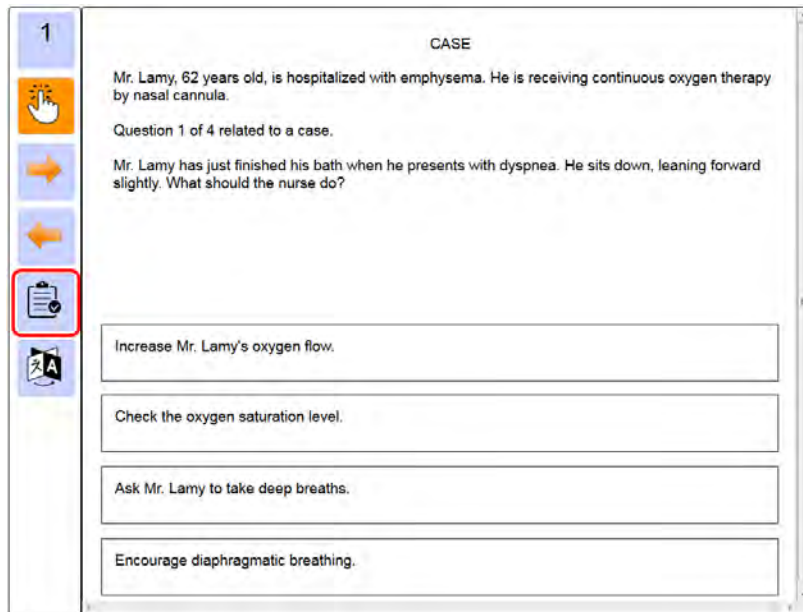 1
CASE
Mr. Lamy, 62 years old, is hospitalized with emphysema. He is receiving continuous oxygen therapy
by nasal cannula.
Question 1 of 4 related to a case.
Mr. Lamy has just finished his bath when he presents with dyspnea. He sits down, leaning forward
slightly. What should the nurse do?
Increase Mr. Lamy's oxygen flow.
Check the oxygen saturation level.
Ask Mr. Lamy to take deep breaths.
Encourage diaphragmatic breathing.
A